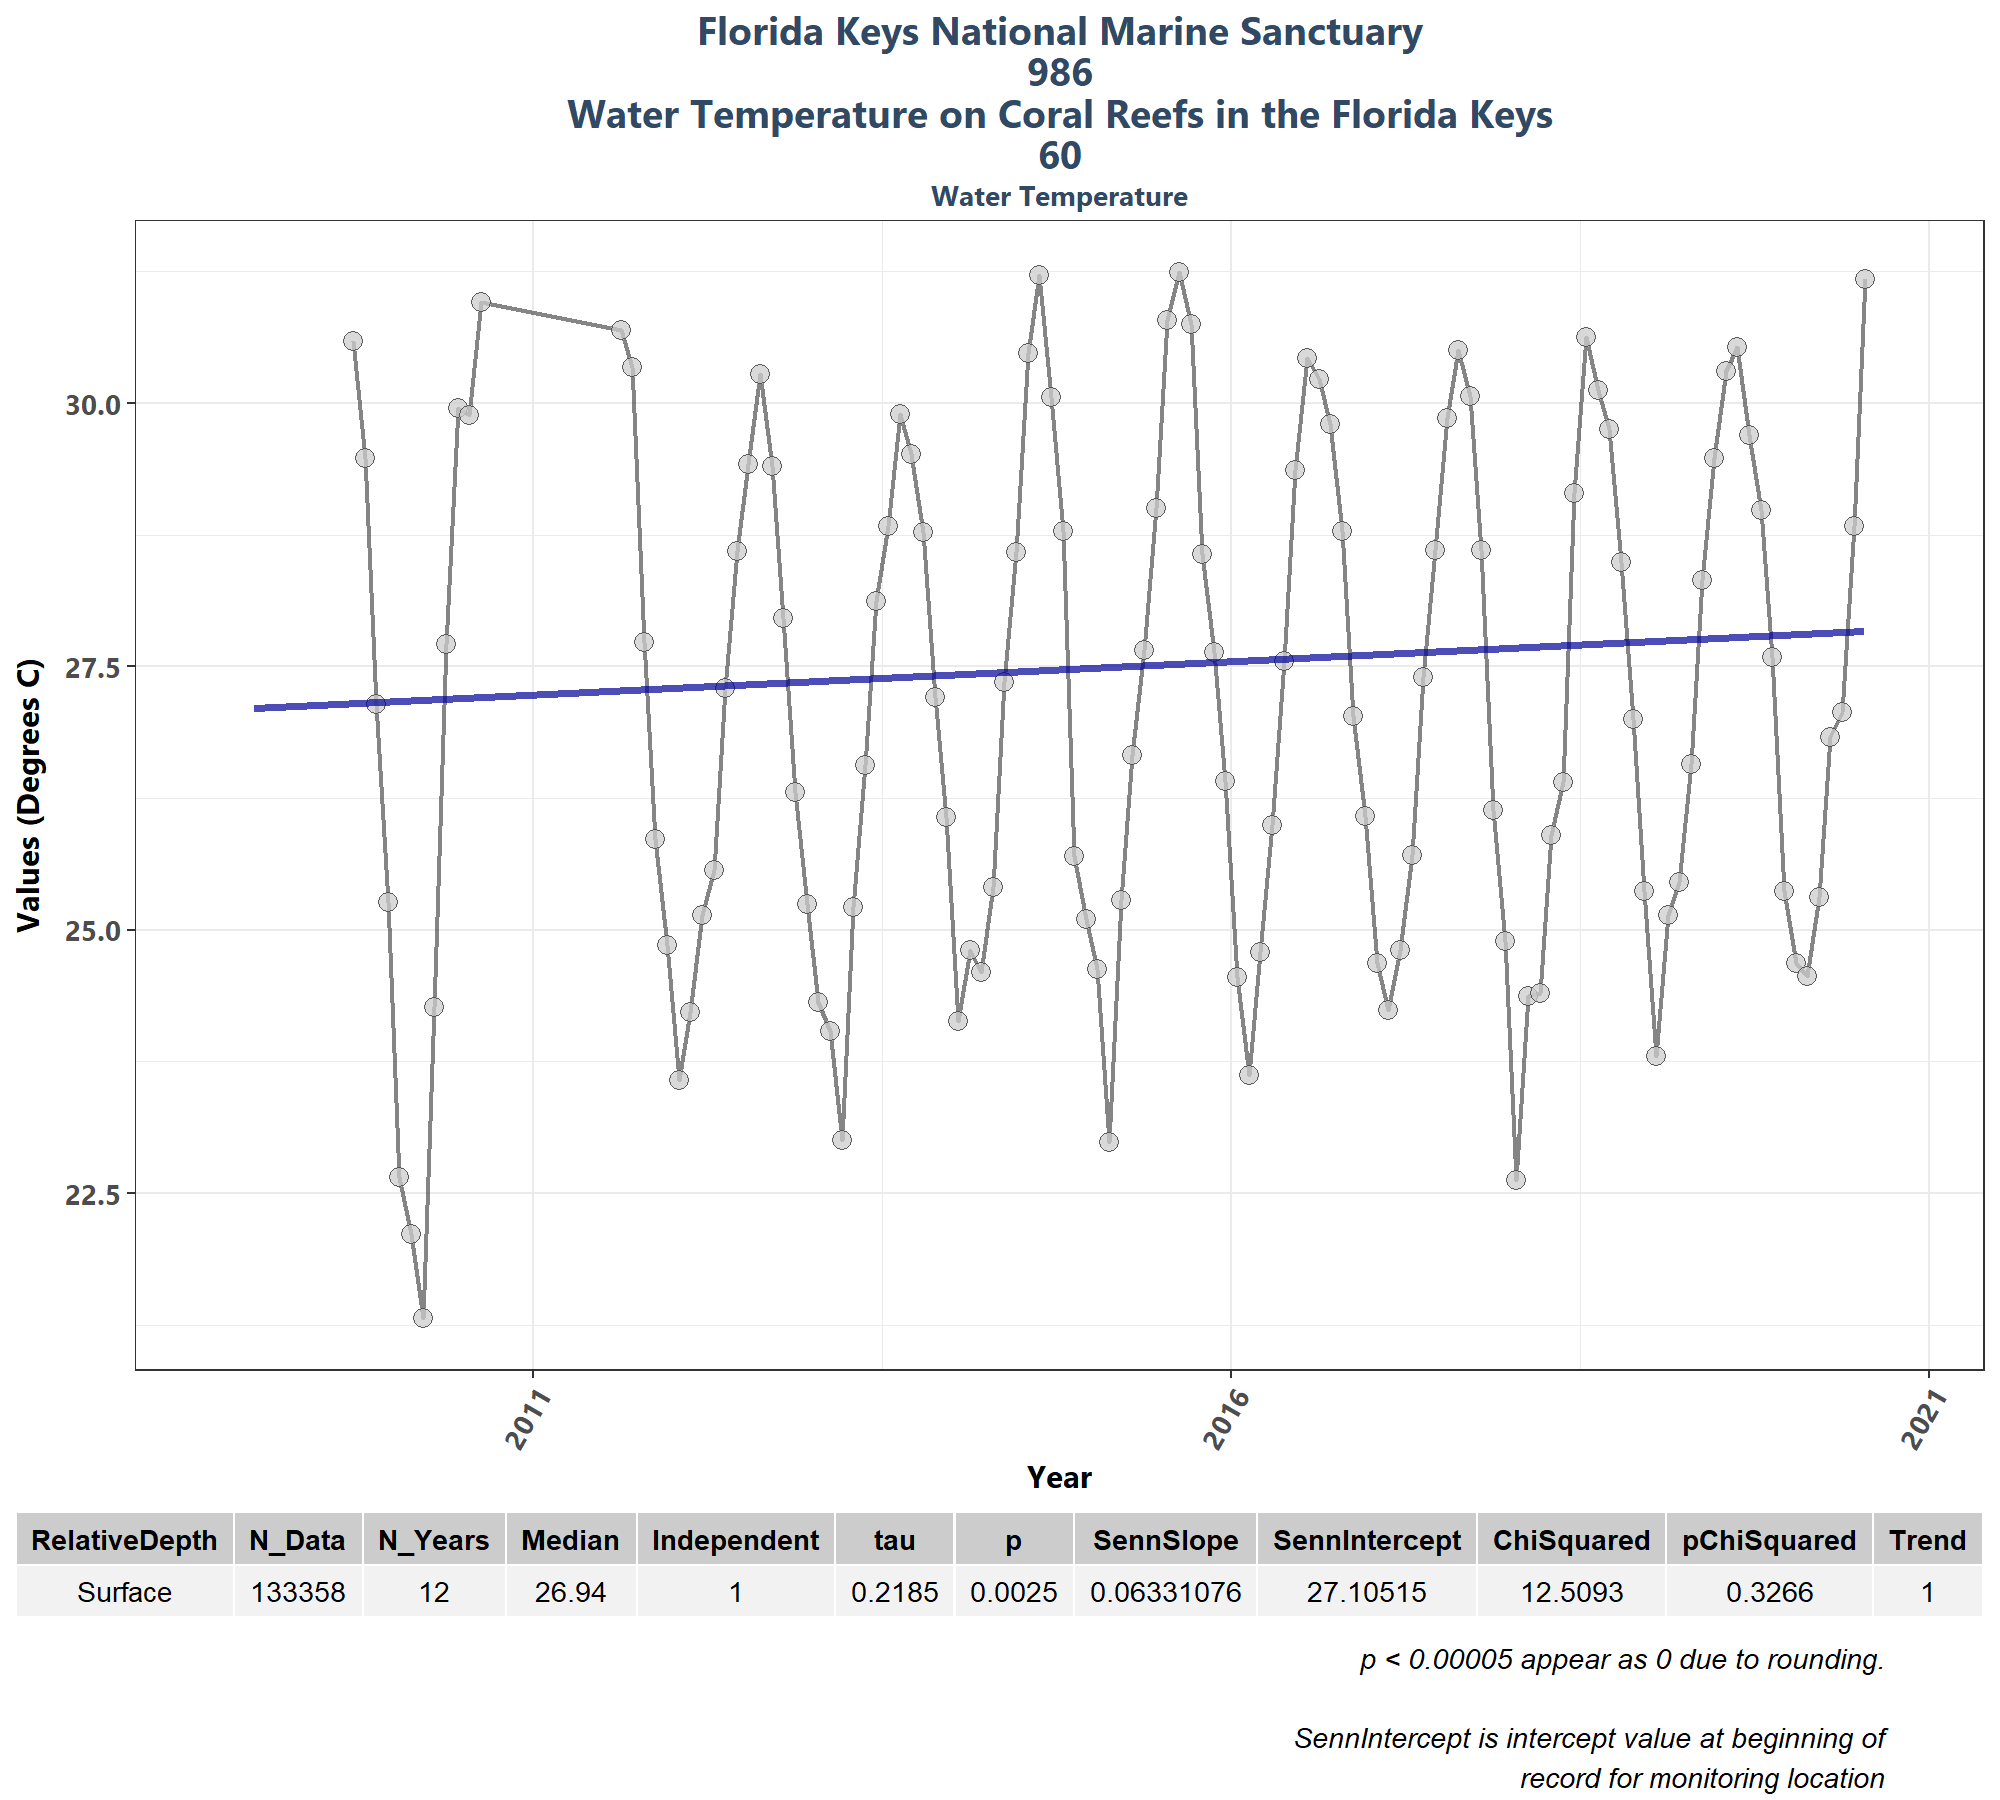 Florida Keys National Marine Sanctuary
986
Water Temperature on Coral Reefs in the Florida Keys
60
Water Temperature
Values (Degrees C)
30.0
27.5
25.0
22.5
2011 2016 2021
Year
RelativeDepth N_Data N_Years Median Independent tau p SennSlope SennIntercept ChiSquared pChiSquared Trend
Surface 133358 12 26.94 1 0.2185 0.0025 0.06331076 27.10515 12.5093 0.3266 1
p < 0.00005 appear as 0 due to rounding.
SennIntercept is intercept value at beginning of
record for monitoring location